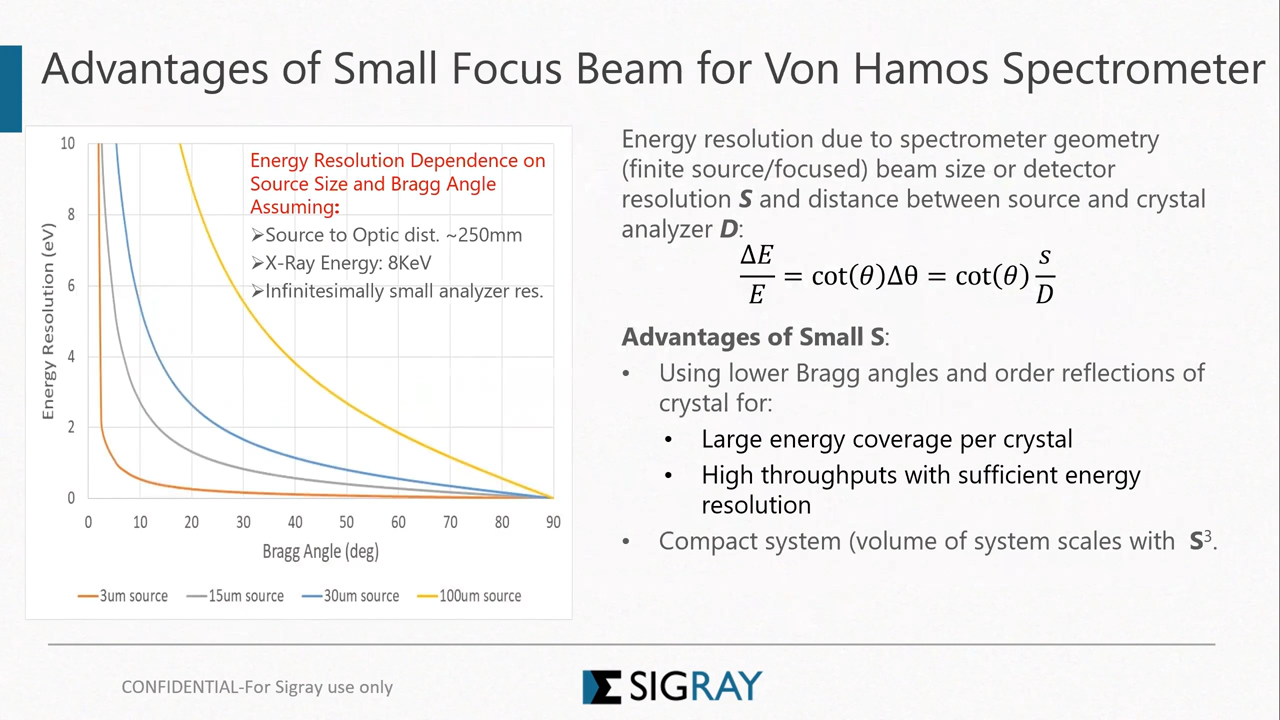 Advantages of Small Focus Beam for Von Hamos Spectrometer
Energy Resolution Dependence on
Source Size and Bragg Angle
Assuming:
➢Source to Optic dist. ~250mm
➢X-Ray Energy: 8KeV
➢Infinitesimally small analyzer res.
Energy Resolution (eV)
10
8
6
4
2
0
0 10 20 30 40 50 60 70 80 90
Bragg Angle (deg)
3um source 15um source 30um source 100um source
Energy resolution due to spectrometer geometry
(finite source/focused) beam size or detector
resolution S and distance between source and crystal
analyzer D:
ΔE/E = cot(θ)Δθ = cot(θ) s/D
Advantages of Small S:
• Using lower Bragg angles and order reflections of
crystal for:
• Large energy coverage per crystal
• High throughputs with sufficient energy
resolution
• Compact system (volume of system scales with S³.
CONFIDENTIAL-For Sigray use only
SIGRAY